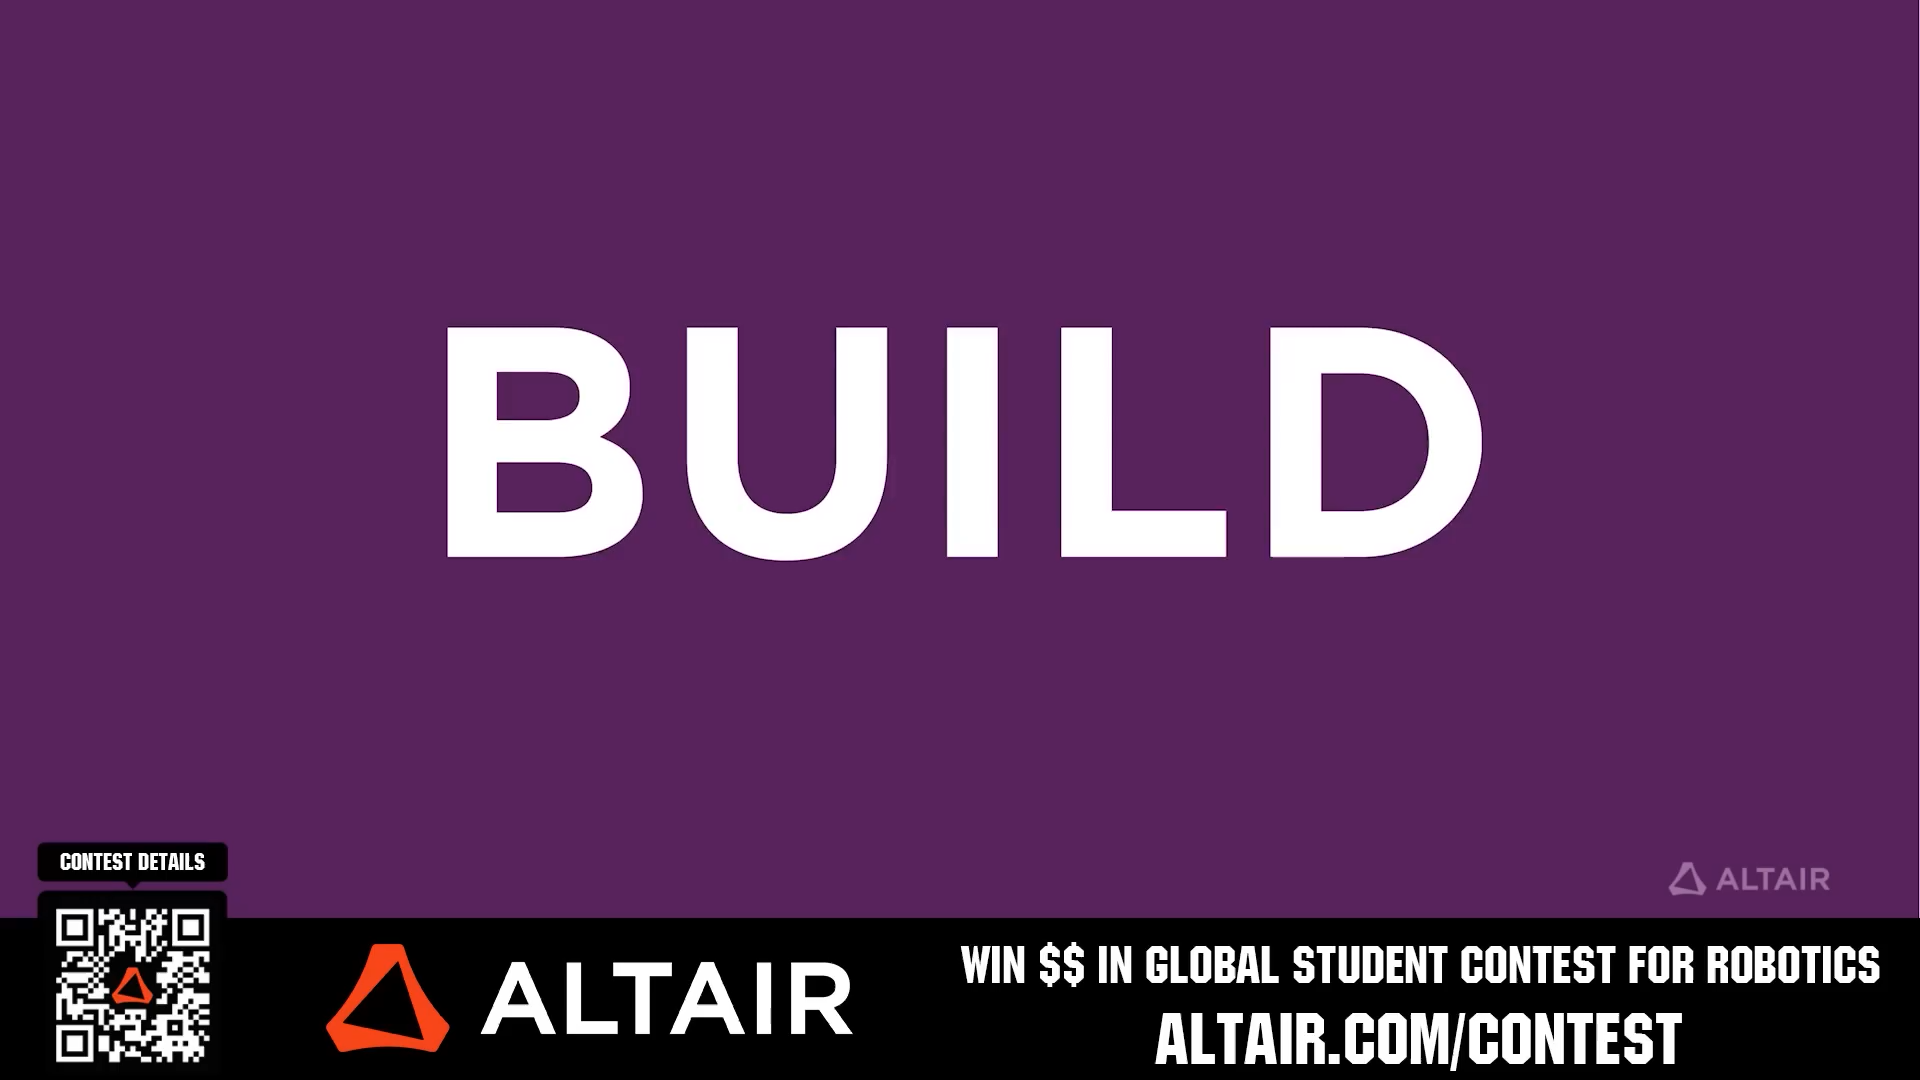 BUILD
CONTEST DETAILS
ALTAIR
ALTAIR
WIN $$ IN GLOBAL STUDENT CONTEST FOR ROBOTICS
ALTAIR.COM/CONTEST